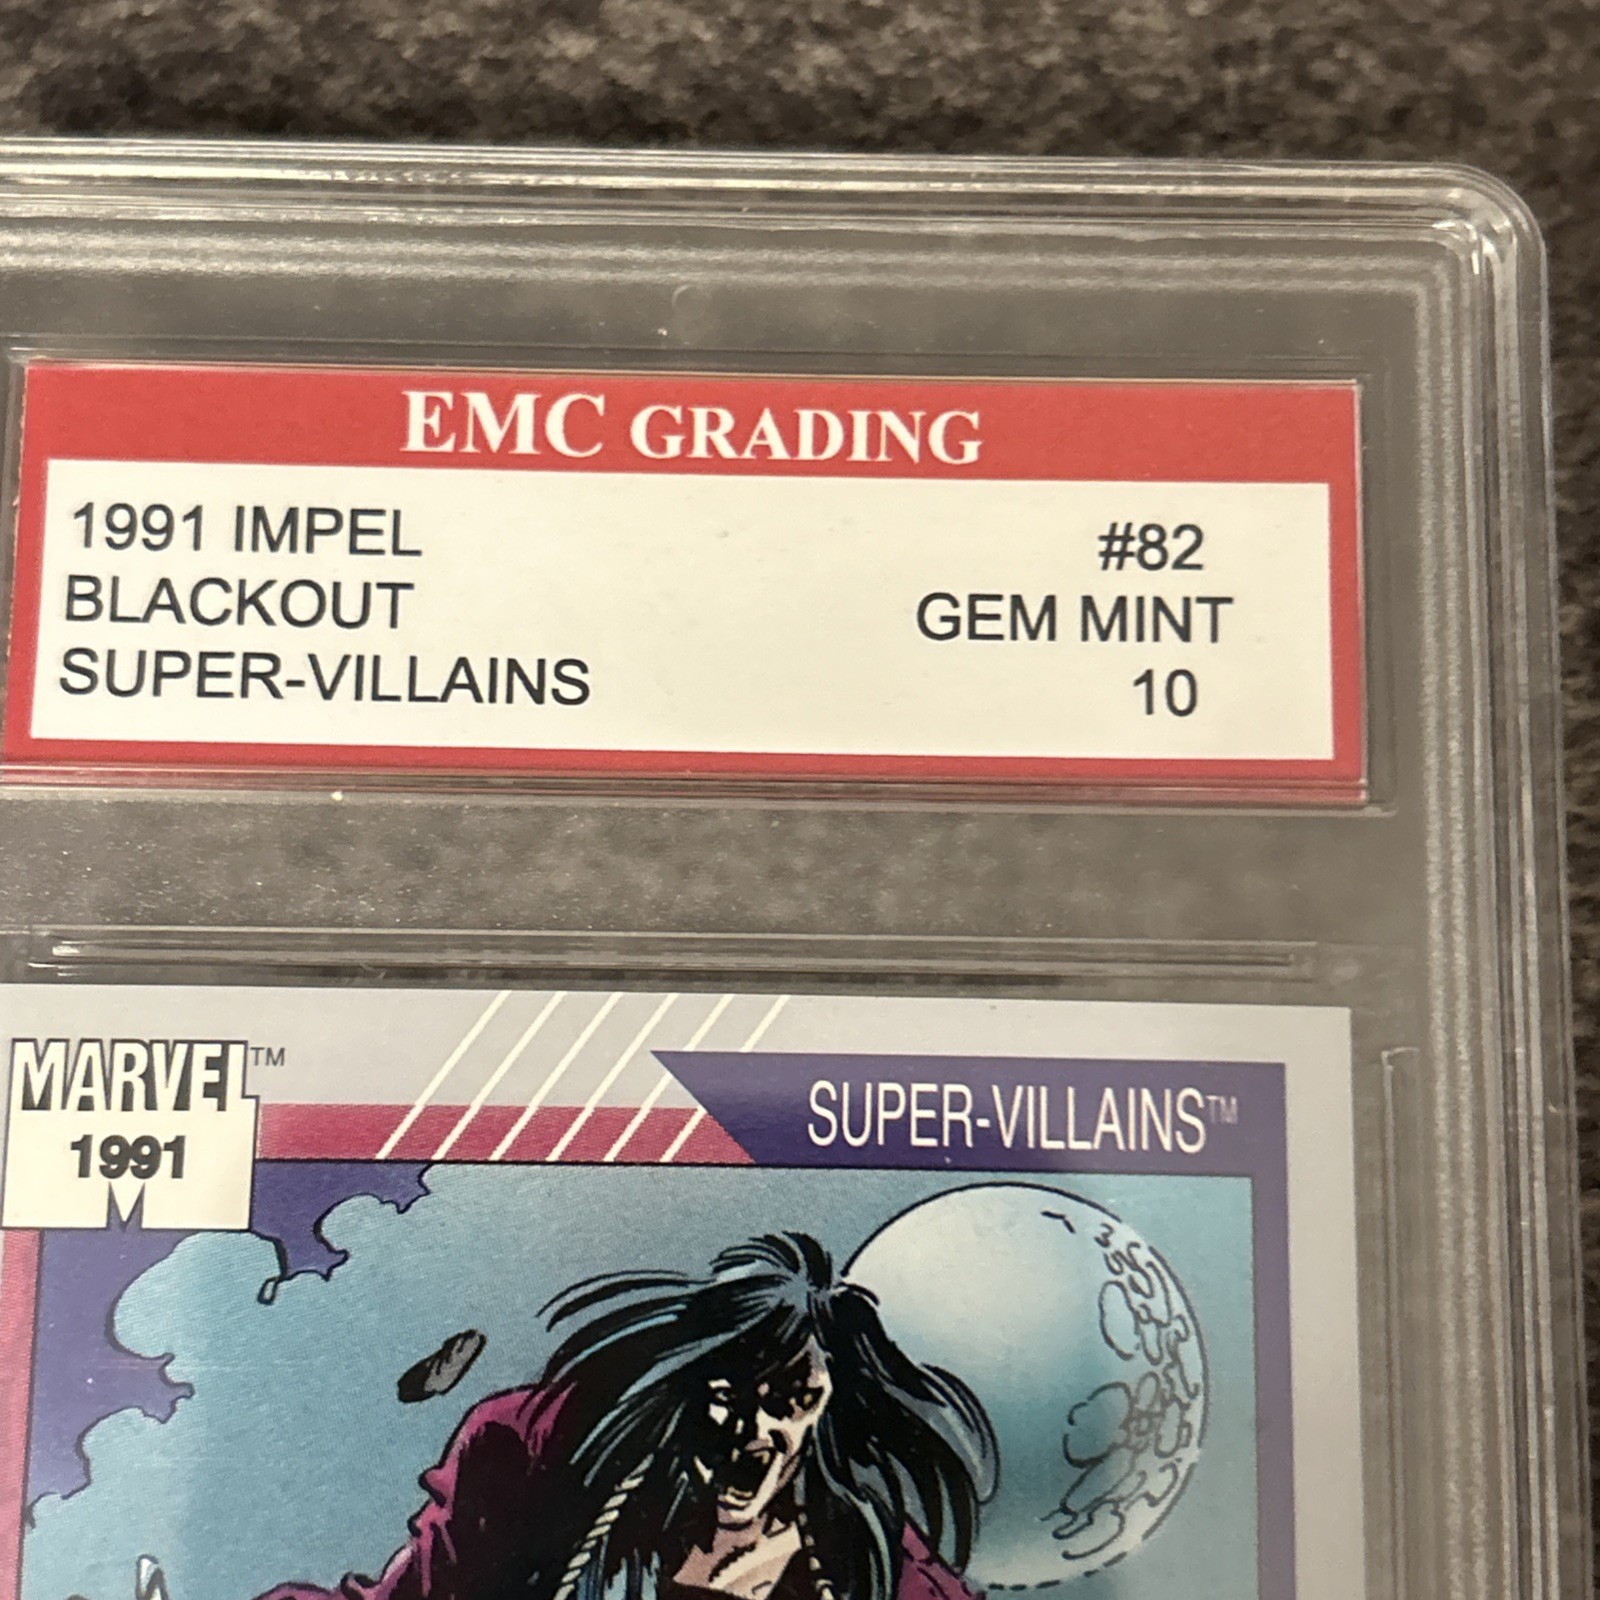 EMC GRADING
1991 IMPEL
BLACKOUT
SUPER-VILLAINS
#82
GEM MINT
10
MARVEL™
1991
SUPER-VILLAINS™